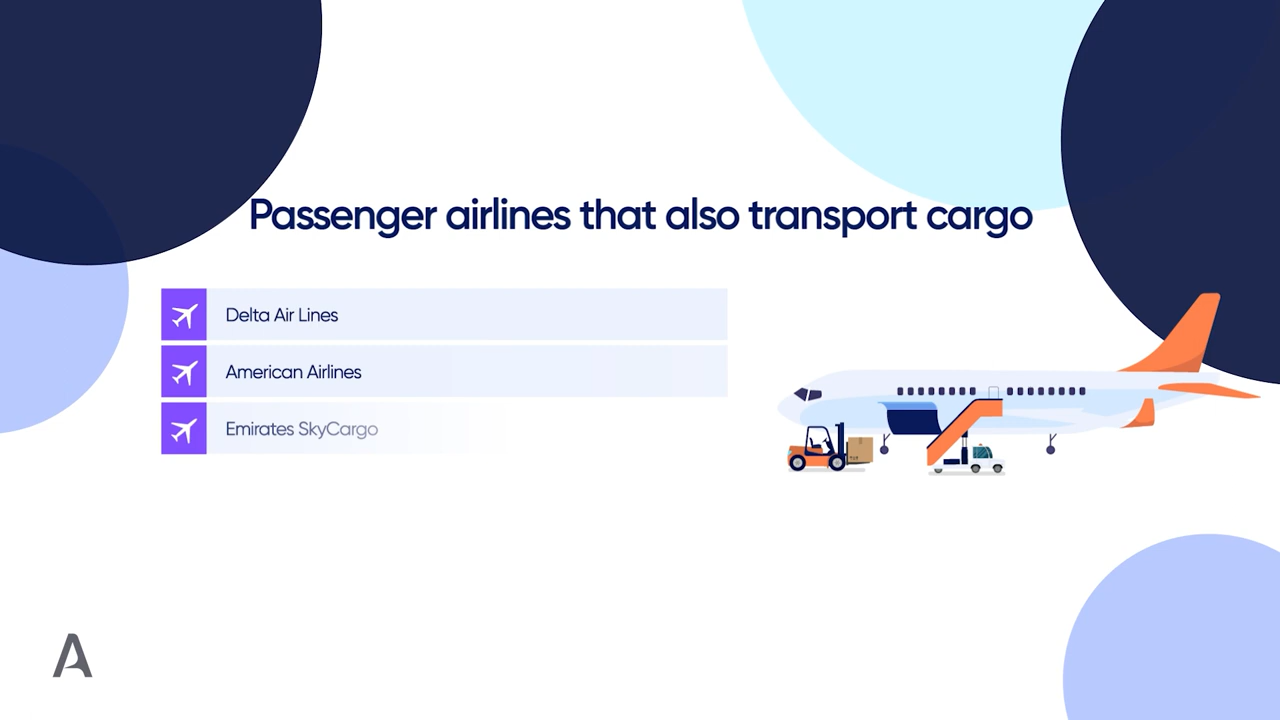 Passenger airlines that also transport cargo
Delta Air Lines
American Airlines
Emirates SkyCargo